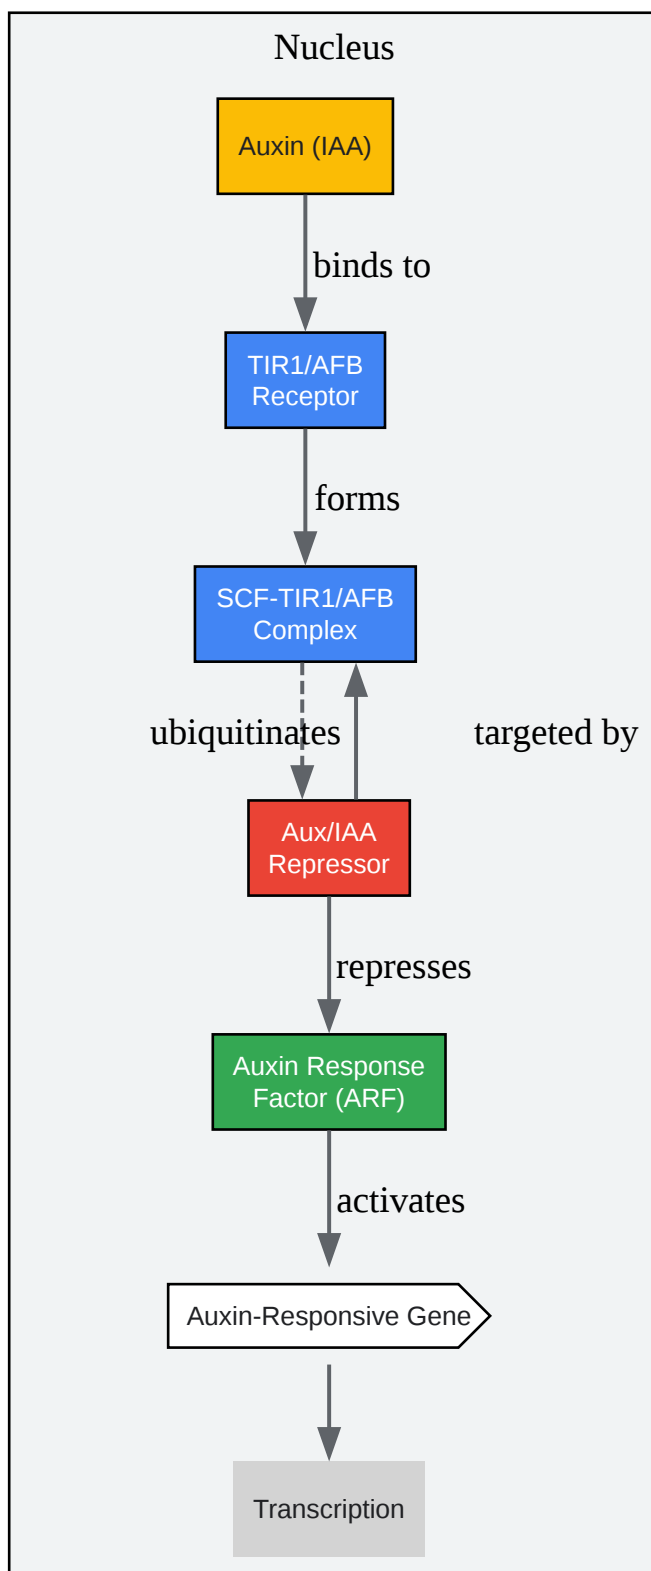 Nucleus
Auxin (IAA)
binds to
TIR1/AFB
Receptor
forms
SCF-TIR1/AFB
Complex
ubiquitinates
targeted by
Aux/IAA
Repressor
represses
Auxin Response
Factor (ARF)
activates
Auxin-Responsive Gene
Transcription